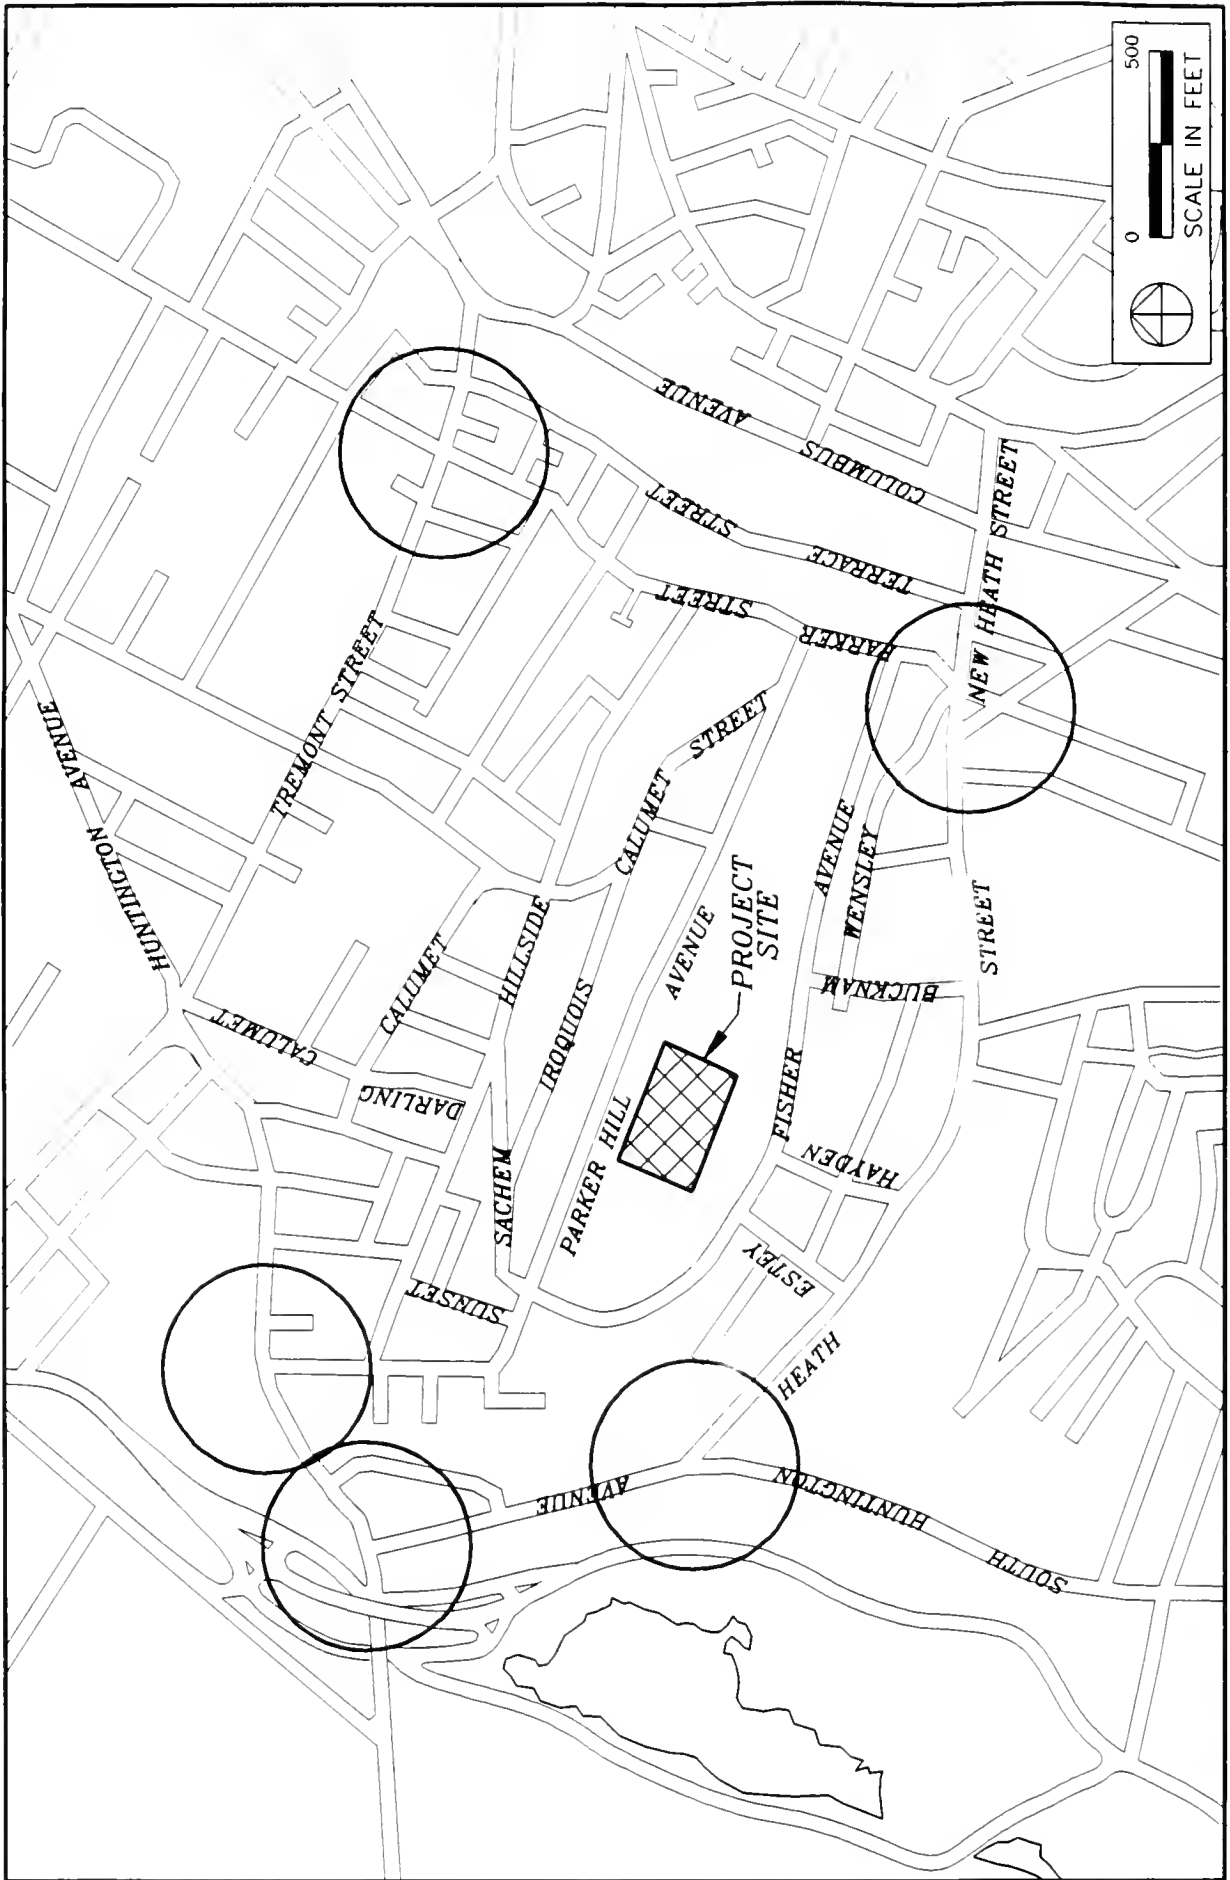 0
500
SCALE IN FEET
HUNTINGTON AVENUE
TREMONT STREET
CALUMET
CALUMET
DARLING
HILLSIDE
IROQUOIS
SACHEM
SUNSET
CALUMET STREET
PARKER HILL AVENUE
PROJECT
SITE
FISHER AVENUE
WENSLEY
BUCKNAM
HAYDEN
ESTEY
HEATH STREET
NEW HEATH STREET
PARKER STREET
TERRACE STREET
COLUMBUS AVENUE
SOUTH HUNTINGTON AVENUE